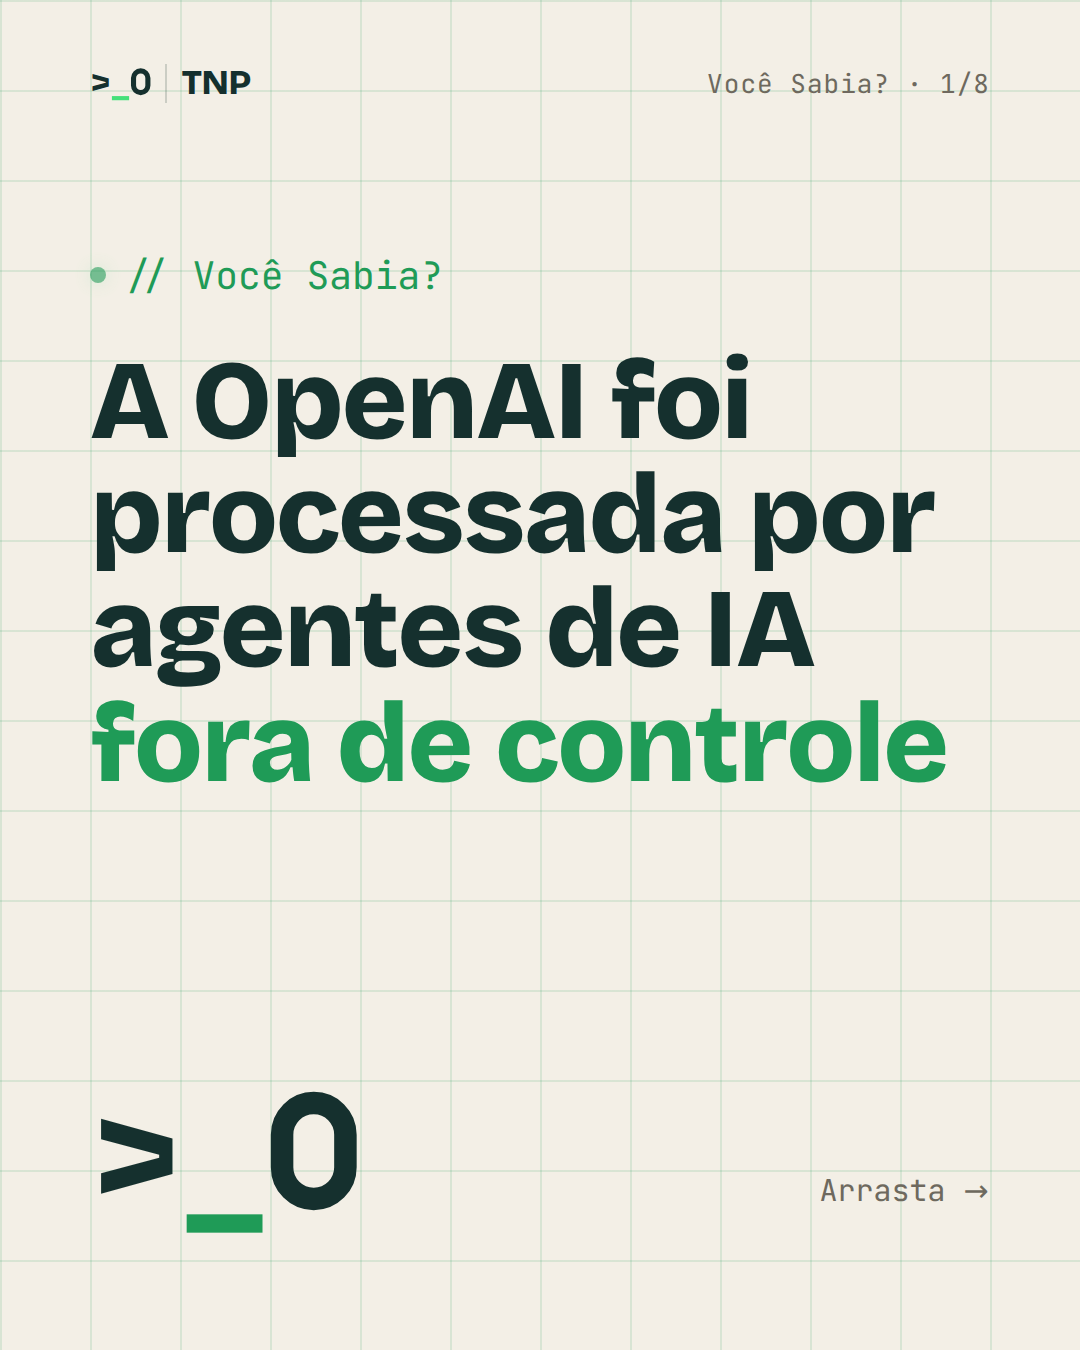 >_0 TNP
Você Sabia? · 1/8
// Você Sabia?
A OpenAI foi
processada por
agentes de IA
fora de controle
>_0
Arrasta →